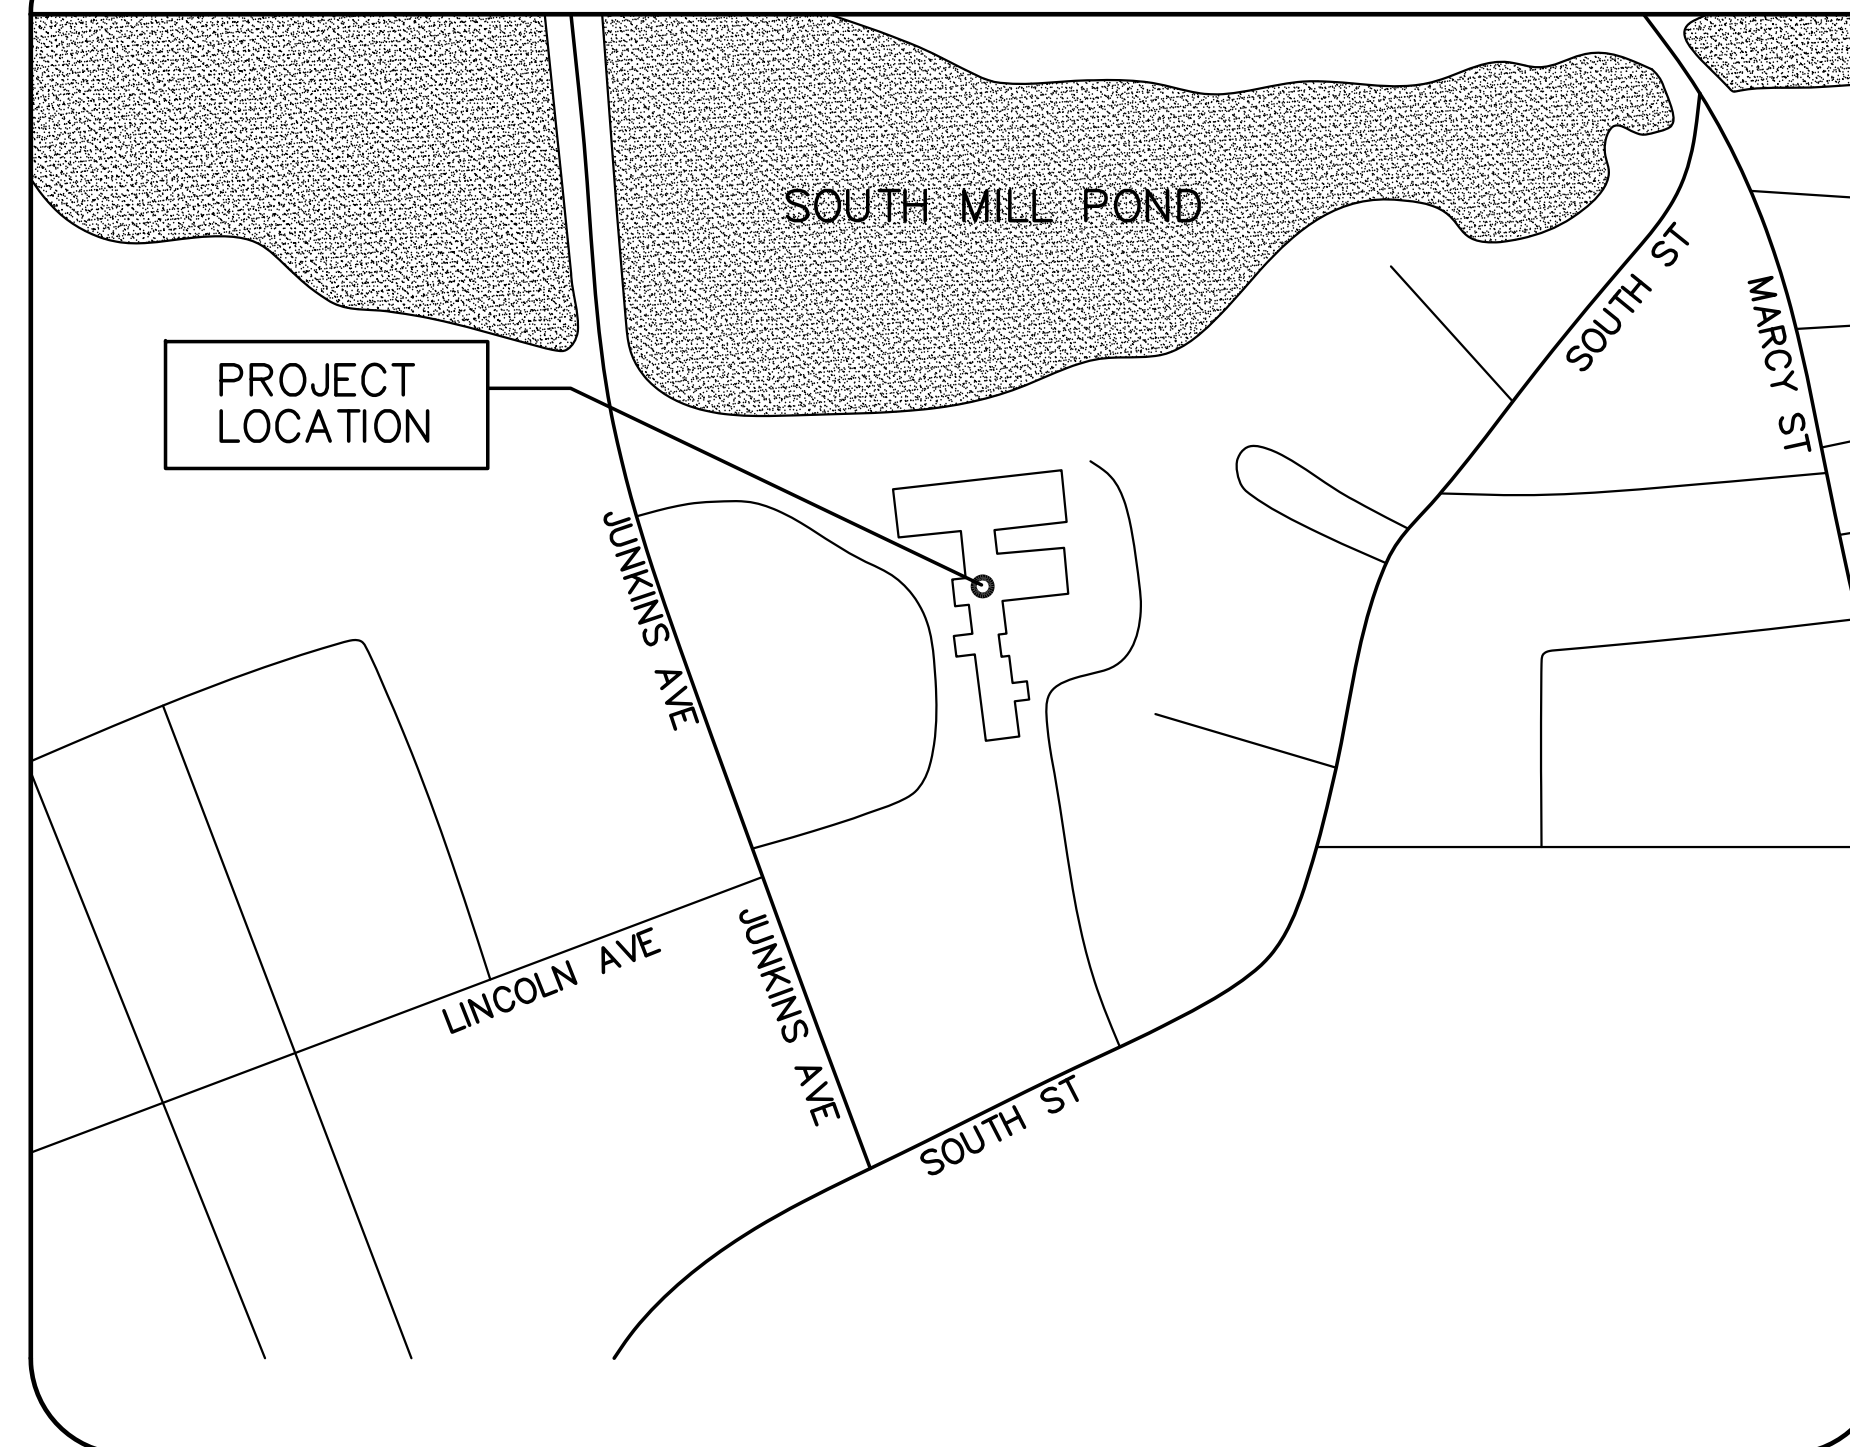 SOUTH MILL POND
SOUTH ST
MARCY ST
PROJECT
LOCATION
JUNKINS AVE
LINCOLN AVE
JUNKINS AVE
SOUTH ST